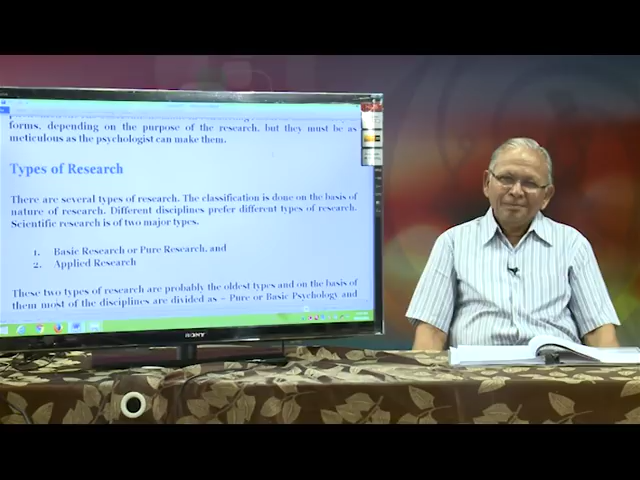 forms, depending on the purpose of the research, but they must be as
meticulous as the psychologist can make them.
Types of Research
There are several types of research. The classification is done on the basis of
nature of research. Different disciplines prefer different types of research.
Scientific research is of two major types.
1. Basic Research or Pure Research, and
2. Applied Research
These two types of research are probably the oldest types and on the basis of
them most of the disciplines are divided as – Pure or Basic Psychology and
SONY